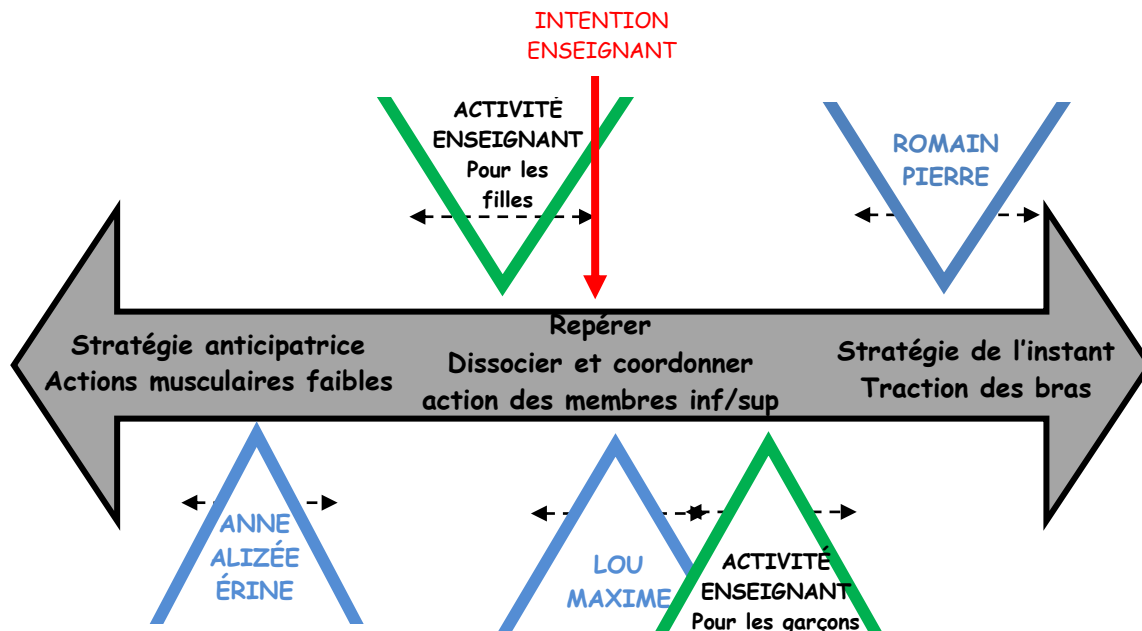 INTENTION
ENSEIGNANT
ACTIVITÉ
ENSEIGNANT
Pour les
filles
ROMAIN
PIERRE
Stratégie anticipatrice
Actions musculaires faibles
Repérer
Dissocier et coordonner
action des membres inf/sup
Stratégie de l'instant
Traction des bras
ANNE
ALIZÉE
ÉRINE
LOU
MAXIME
ACTIVITÉ
ENSEIGNANT
Pour les garçons